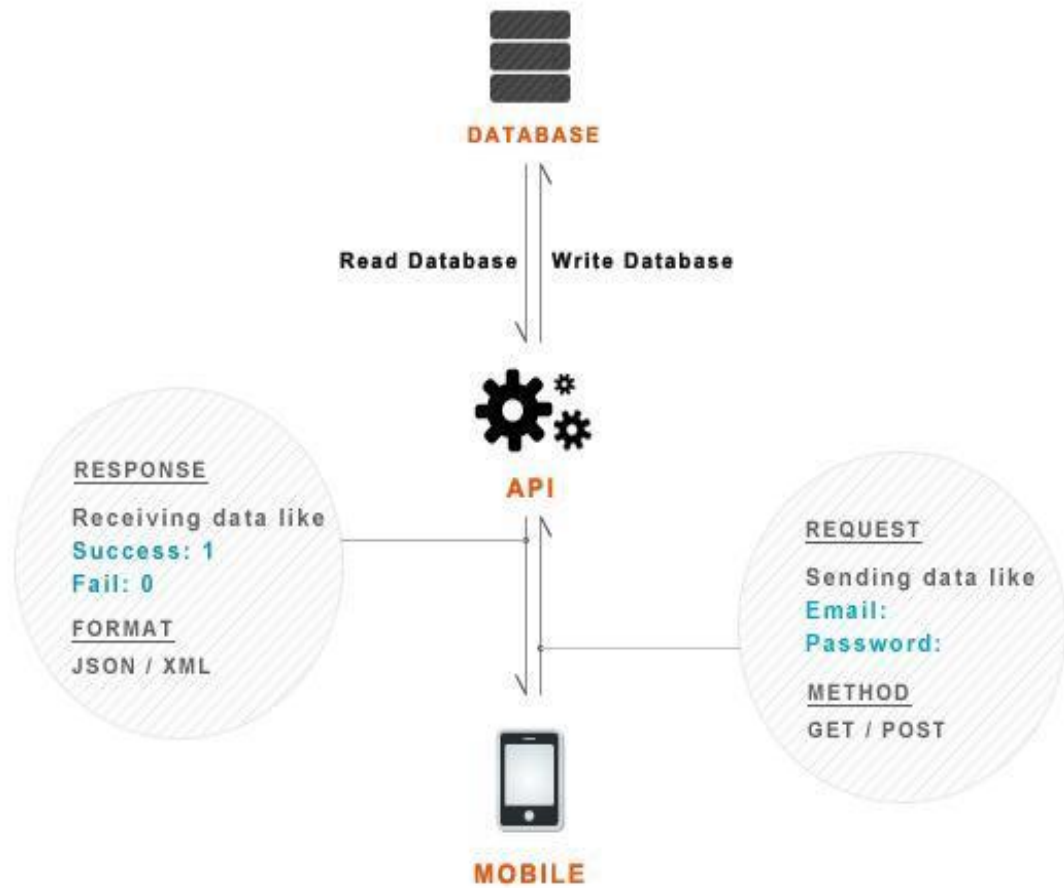 DATABASE
Read Database
Write Database
API
RESPONSE
Receiving data like
Success: 1
Fail: 0
FORMAT
JSON / XML
REQUEST
Sending data like
Email:
Password:
METHOD
GET / POST
MOBILE